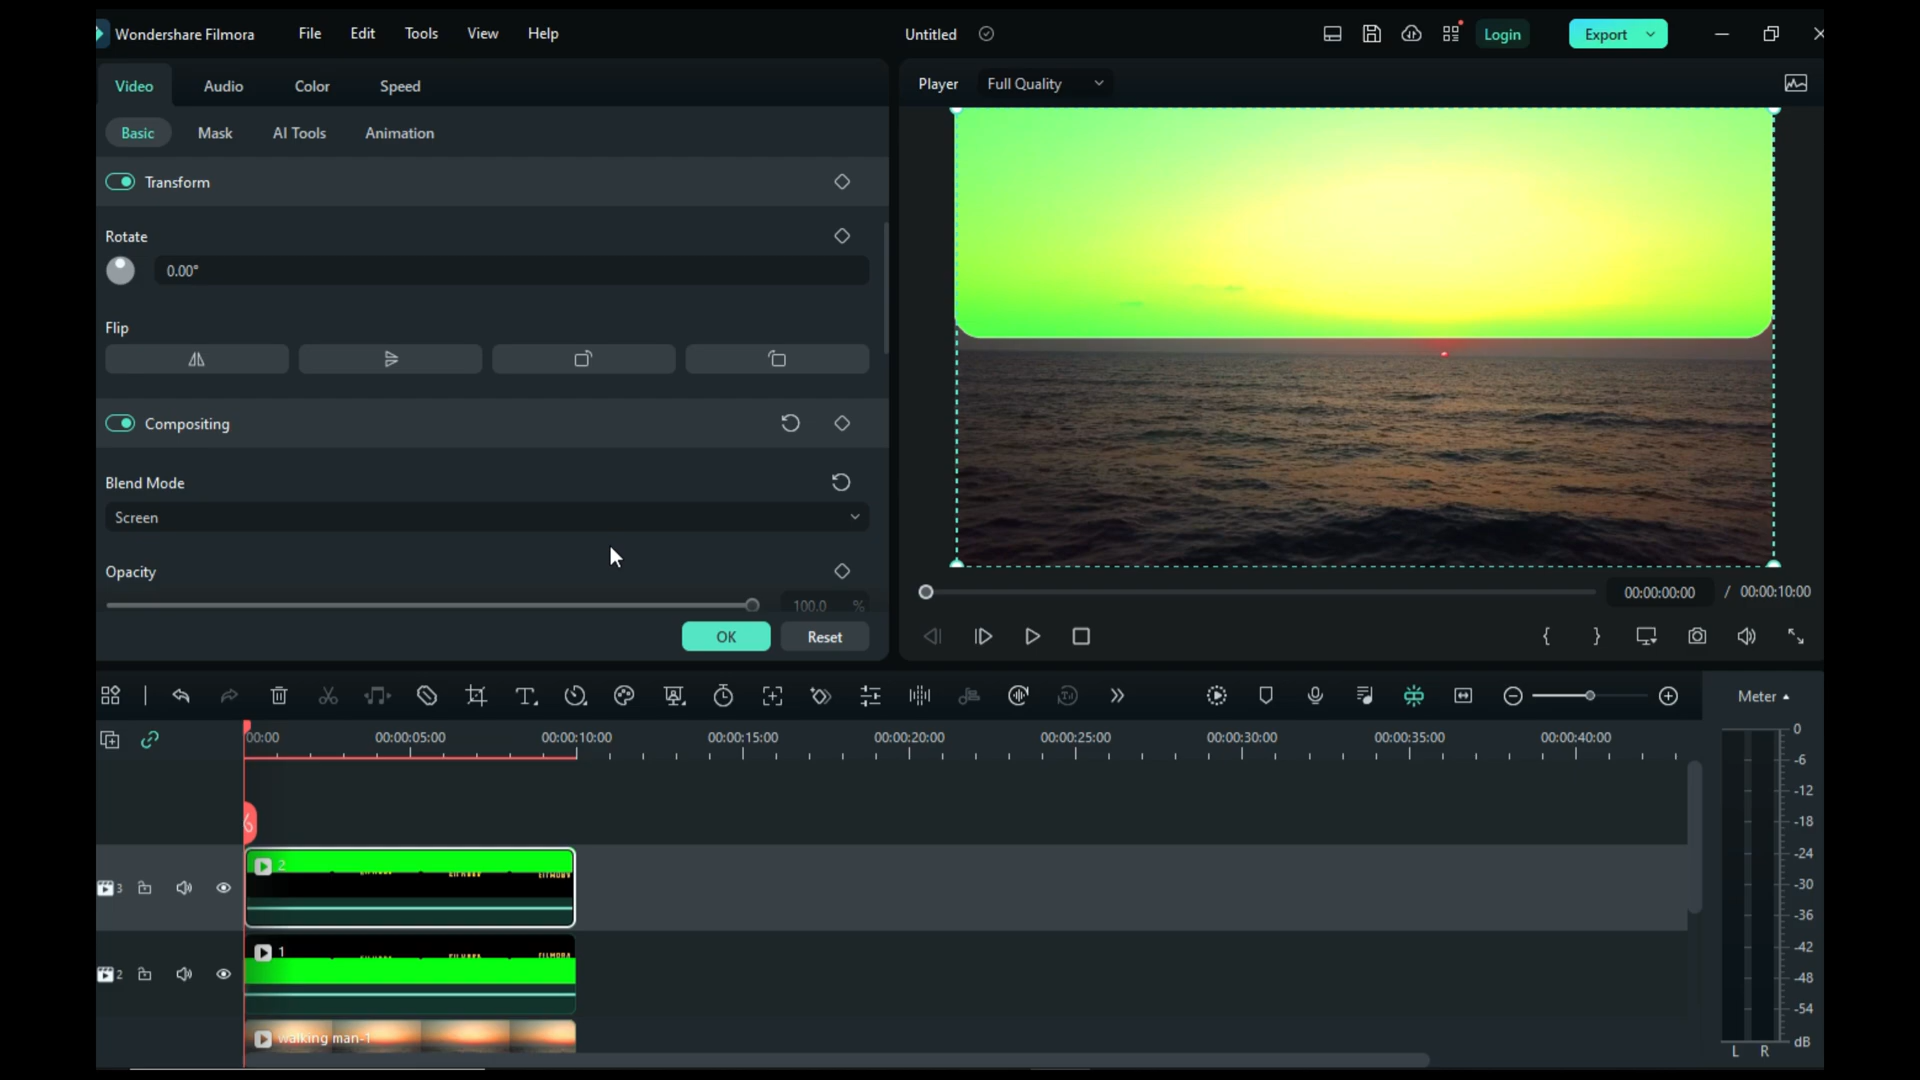 Wondershare Filmora File Edit Tools View Help Untitled Login Export
Video Audio Color Speed
Player Full Quality
Basic Mask AI Tools Animation
Transform
Rotate
0.00°
Flip
Compositing
Blend Mode
Screen
Opacity
100.0 %
OK Reset
00:00:00:00 / 00:00:10:00
Meter
00:00 00:00:05:00 00:00:10:00 00:00:15:00 00:00:20:00 00:00:25:00 00:00:30:00 00:00:35:00 00:00:40:00
0
-6
-12
-18
-24
-30
-36
-42
-48
-54
dB
L R
2
3
1
FILMORA
2
walking man-1